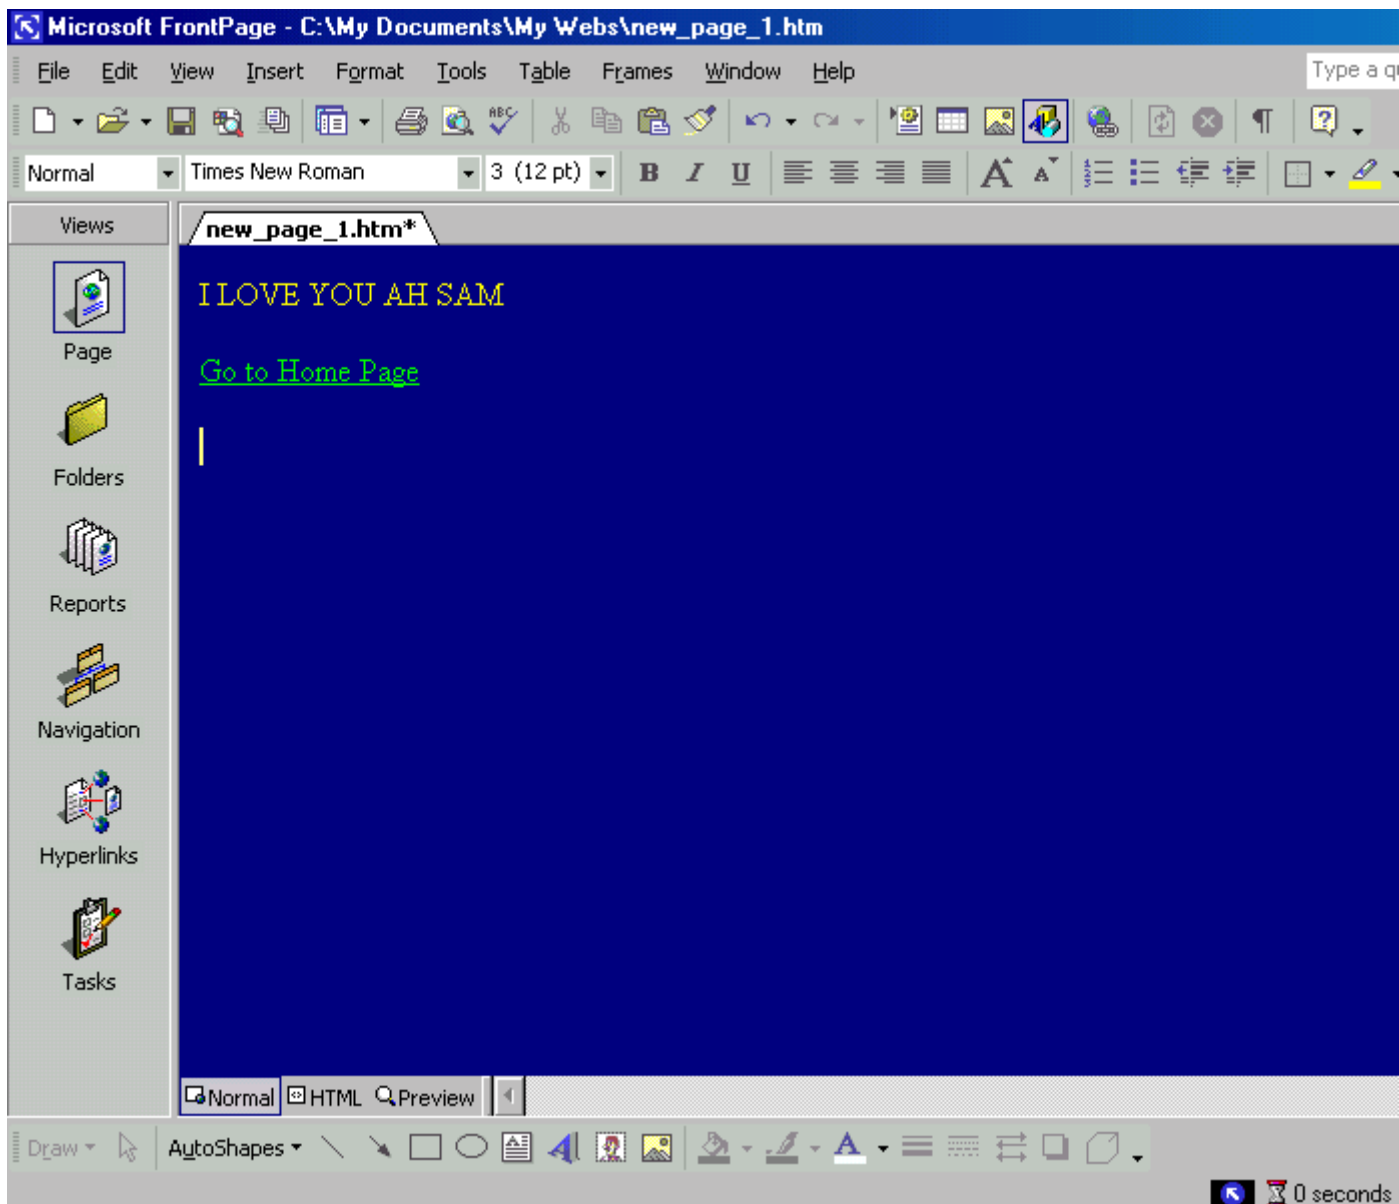 Microsoft FrontPage - C:\My Documents\My Webs\new_page_1.htm
File Edit View Insert Format Tools Table Frames Window Help Type a qu
Normal Times New Roman 3 (12 pt) B I U A A
Views new_page_1.htm*
I LOVE YOU AH SAM
Page
Go to Home Page
Folders
Reports
Navigation
Hyperlinks
Tasks
Normal HTML Preview
Draw AutoShapes A A
0 seconds